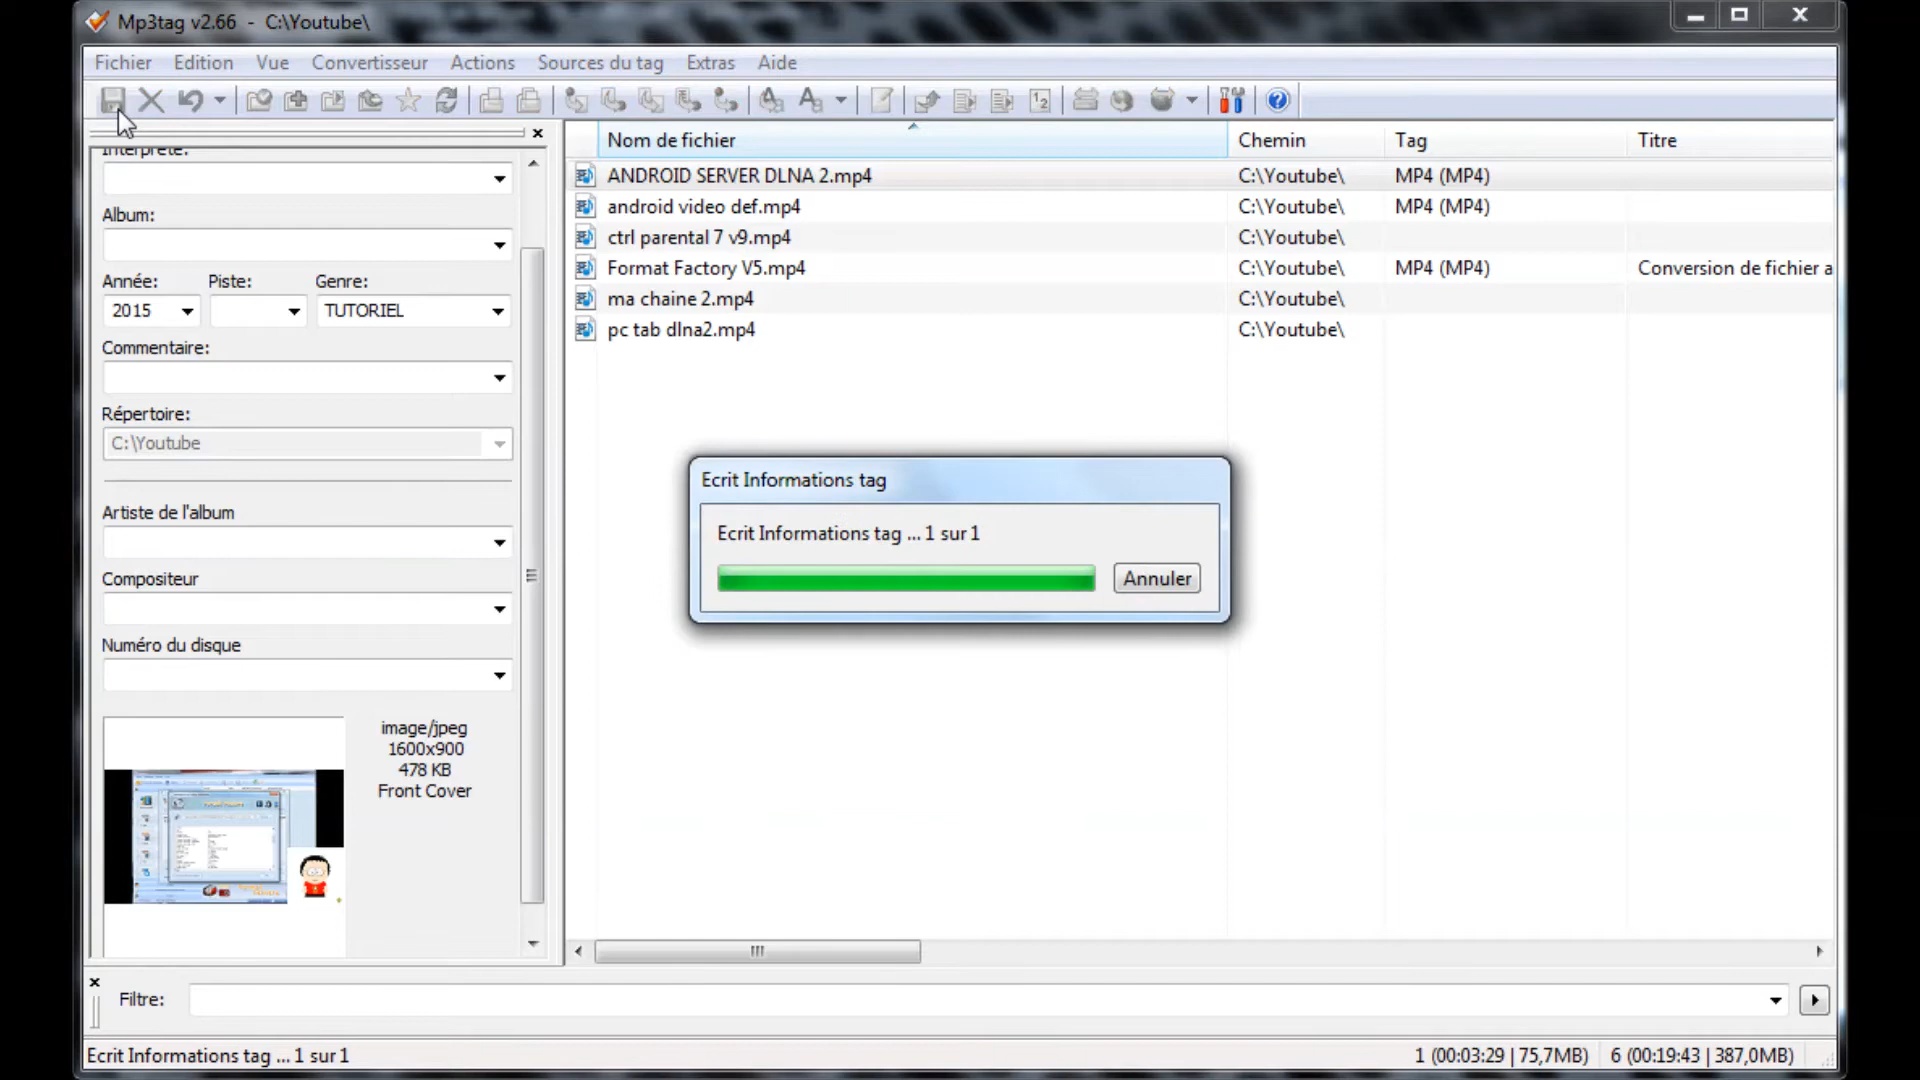 Mp3tag v2.66 - C:\Youtube\
Fichier Edition Vue Convertisseur Actions Sources du tag Extras Aide
Interprète:
Album:
Année: Piste: Genre:
2015 TUTORIEL
Commentaire:
Répertoire:
C:\Youtube
Artiste de l'album
Compositeur
Numéro du disque
image/jpeg
1600x900
478 KB
Front Cover
Nom de fichier Chemin Tag Titre
ANDROID SERVER DLNA 2.mp4 C:\Youtube\ MP4 (MP4)
android video def.mp4 C:\Youtube\ MP4 (MP4)
ctrl parental 7 v9.mp4 C:\Youtube\
Format Factory V5.mp4 C:\Youtube\ MP4 (MP4) Conversion de fichier a
ma chaine 2.mp4 C:\Youtube\
pc tab dlna2.mp4 C:\Youtube\
Ecrit Informations tag
Ecrit Informations tag ... 1 sur 1
Annuler
Filtre:
Ecrit Informations tag ... 1 sur 1 1 (00:03:29 | 75,7MB) 6 (00:19:43 | 387,0MB)